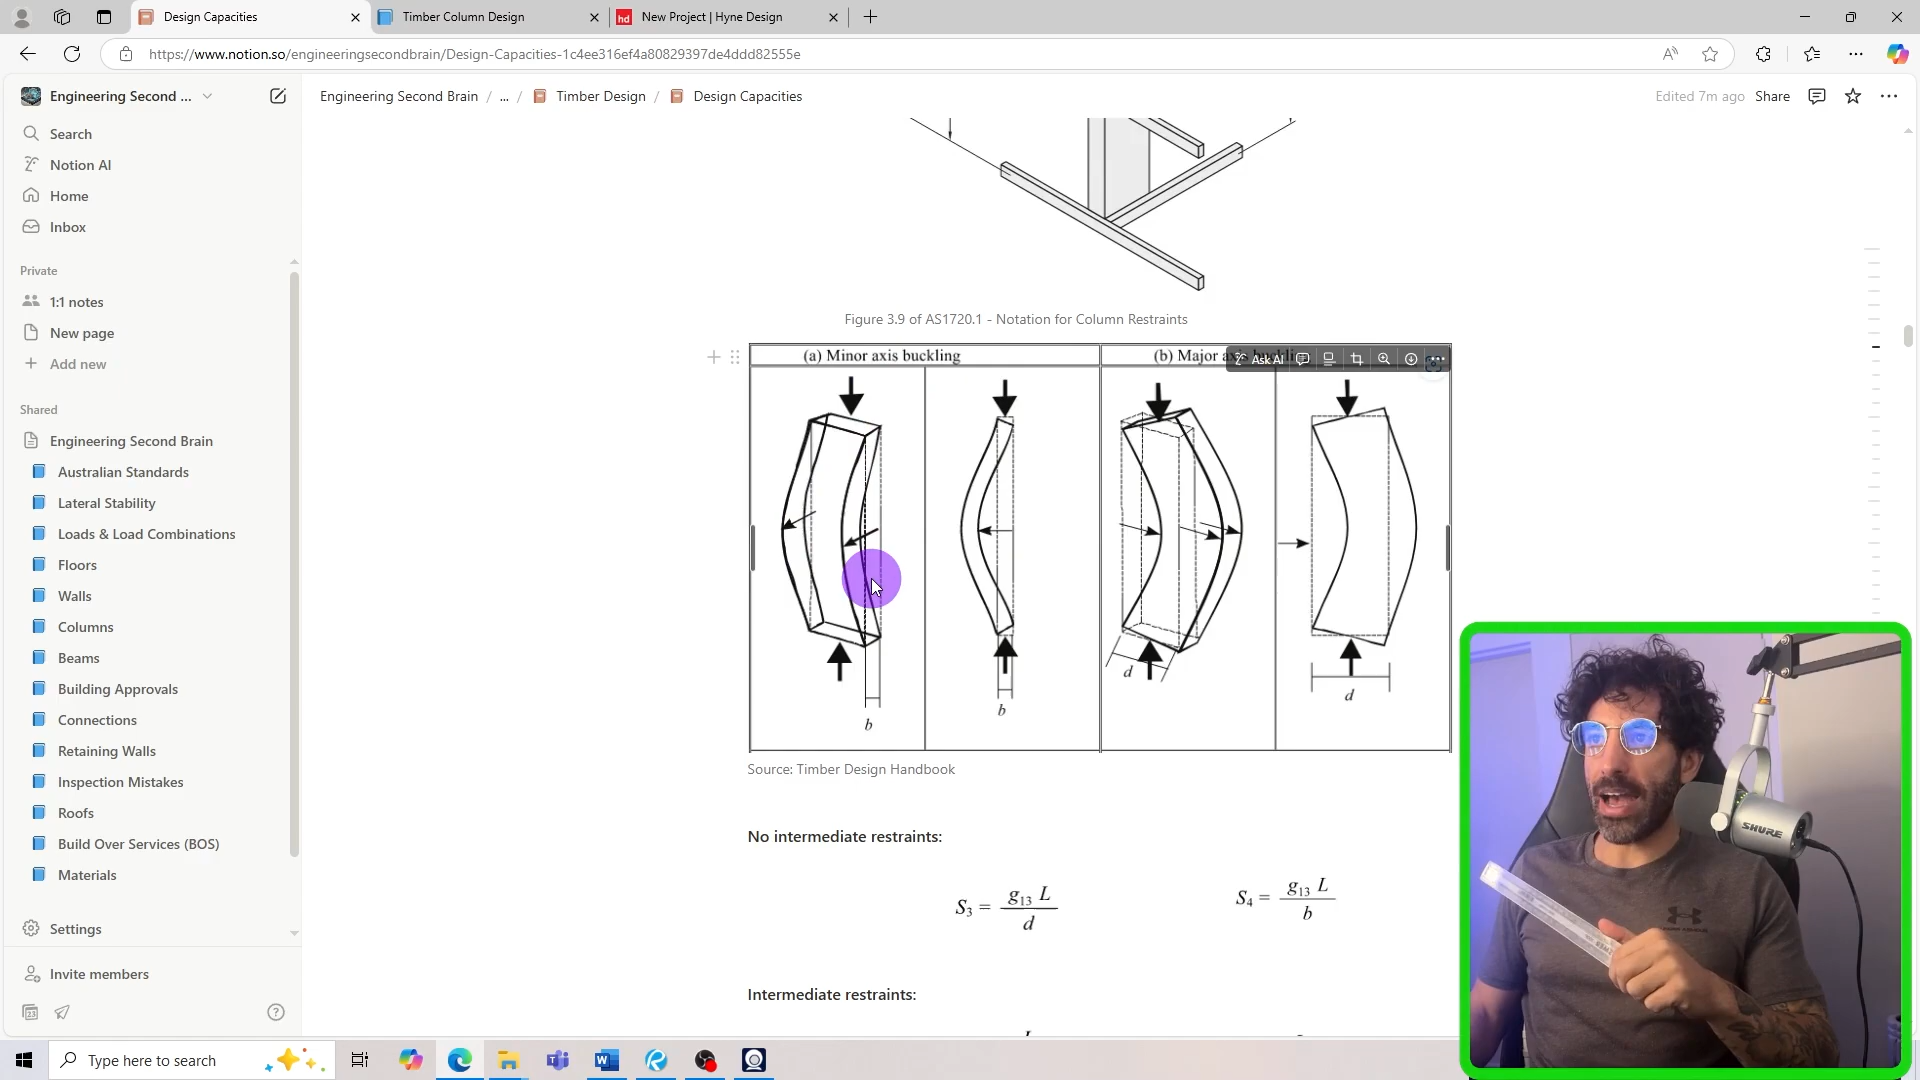 Design Capacities
Timber Column Design
hd New Project | Hyne Design
https://www.notion.so/engineeringsecondbrain/Design-Capacities-1c4ee316ef4a80829397de4ddd82555e
Engineering Second ...
Engineering Second Brain / ... / Timber Design / Design Capacities
Edited 7m ago Share
Search
Notion AI
Home
Inbox
Private
1:1 notes
New page
Add new
Shared
Engineering Second Brain
Australian Standards
Lateral Stability
Loads & Load Combinations
Floors
Walls
Columns
Beams
Building Approvals
Connections
Retaining Walls
Inspection Mistakes
Roofs
Build Over Services (BOS)
Materials
Settings
Invite members
Figure 3.9 of AS1720.1 - Notation for Column Restraints
(a) Minor axis buckling
(b) Major
Ask AI
b
b
d
d
Source: Timber Design Handbook
No intermediate restraints:
S₃ = g₁₃ L / d
S₄ = g₁₃ L / b
Intermediate restraints:
SHURE
Type here to search